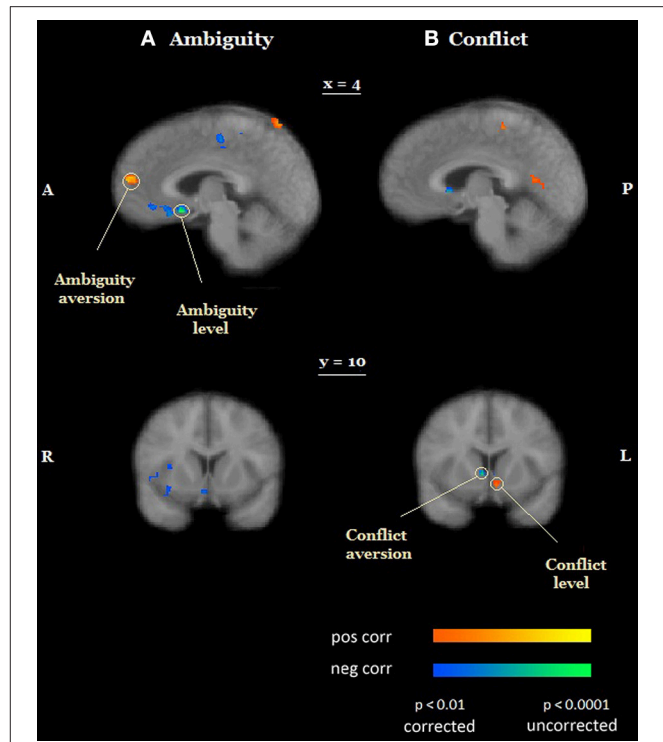 A Ambiguity
B Conflict
x = 4
A
P
Ambiguity
aversion
Ambiguity
level
y = 10
R
L
Conflict
aversion
Conflict
level
pos corr
neg corr
p < 0.01
corrected
p < 0.0001
uncorrected